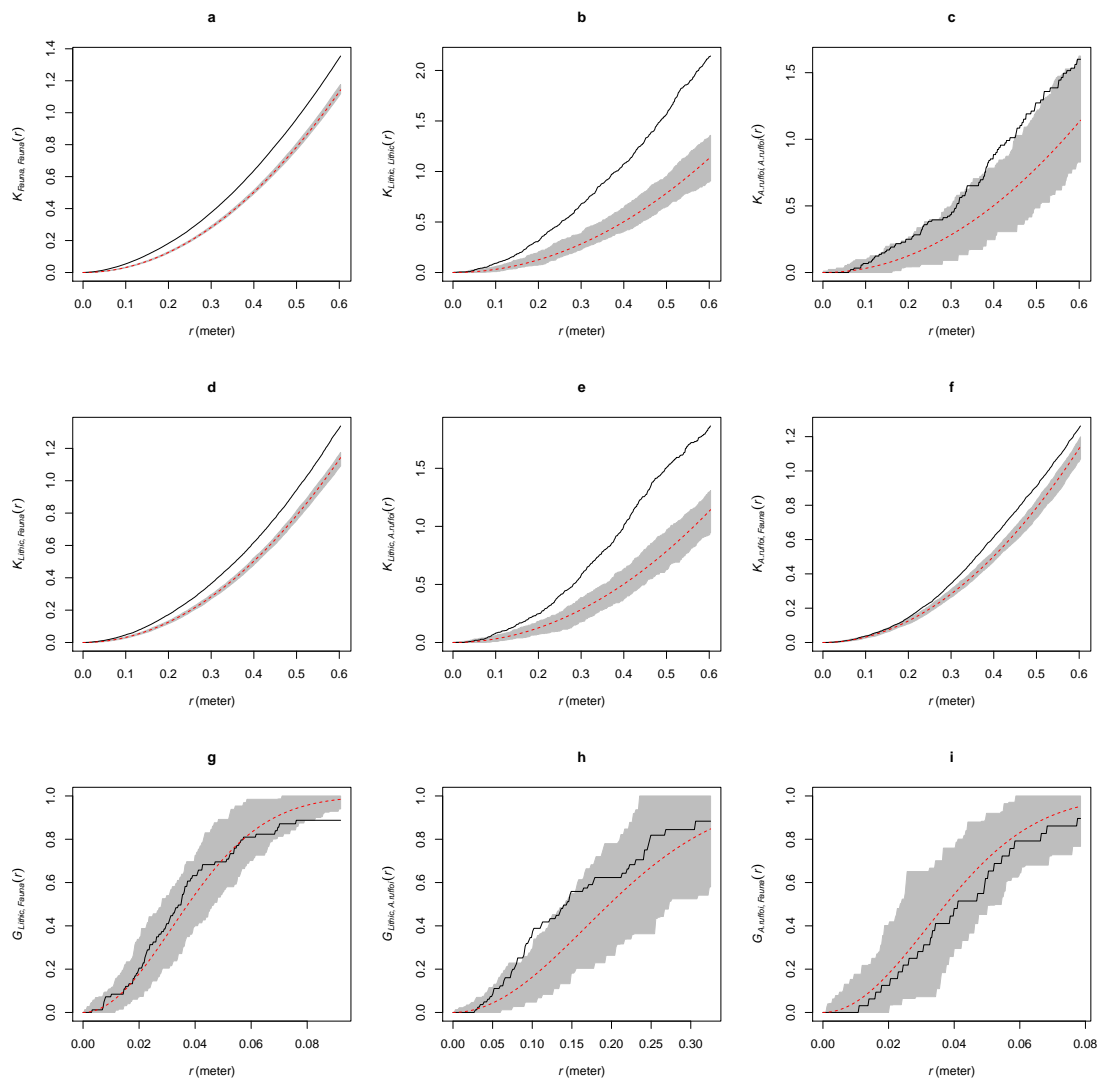 a b c
K Fauna, Fauna (r)
0.0 0.2 0.4 0.6 0.8 1.0 1.2 1.4
0.0 0.1 0.2 0.3 0.4 0.5 0.6
r (meter)
K Lithic, Lithic (r)
0.0 0.5 1.0 1.5 2.0
0.0 0.1 0.2 0.3 0.4 0.5 0.6
r (meter)
K A.ruffoi, A.ruffoi (r)
0.0 0.5 1.0 1.5
0.0 0.1 0.2 0.3 0.4 0.5 0.6
r (meter)
d e f
K Lithic, Fauna (r)
0.0 0.2 0.4 0.6 0.8 1.0 1.2
0.0 0.1 0.2 0.3 0.4 0.5 0.6
r (meter)
K Lithic, A.ruffoi (r)
0.0 0.5 1.0 1.5
0.0 0.1 0.2 0.3 0.4 0.5 0.6
r (meter)
K A.ruffoi, Fauna (r)
0.0 0.2 0.4 0.6 0.8 1.0 1.2
0.0 0.1 0.2 0.3 0.4 0.5 0.6
r (meter)
g h i
G Lithic, Fauna (r)
0.0 0.2 0.4 0.6 0.8 1.0
0.00 0.02 0.04 0.06 0.08
r (meter)
G Lithic, A.ruffoi (r)
0.0 0.2 0.4 0.6 0.8 1.0
0.00 0.05 0.10 0.15 0.20 0.25 0.30
r (meter)
G A.ruffoi, Fauna (r)
0.0 0.2 0.4 0.6 0.8 1.0
0.00 0.02 0.04 0.06 0.08
r (meter)